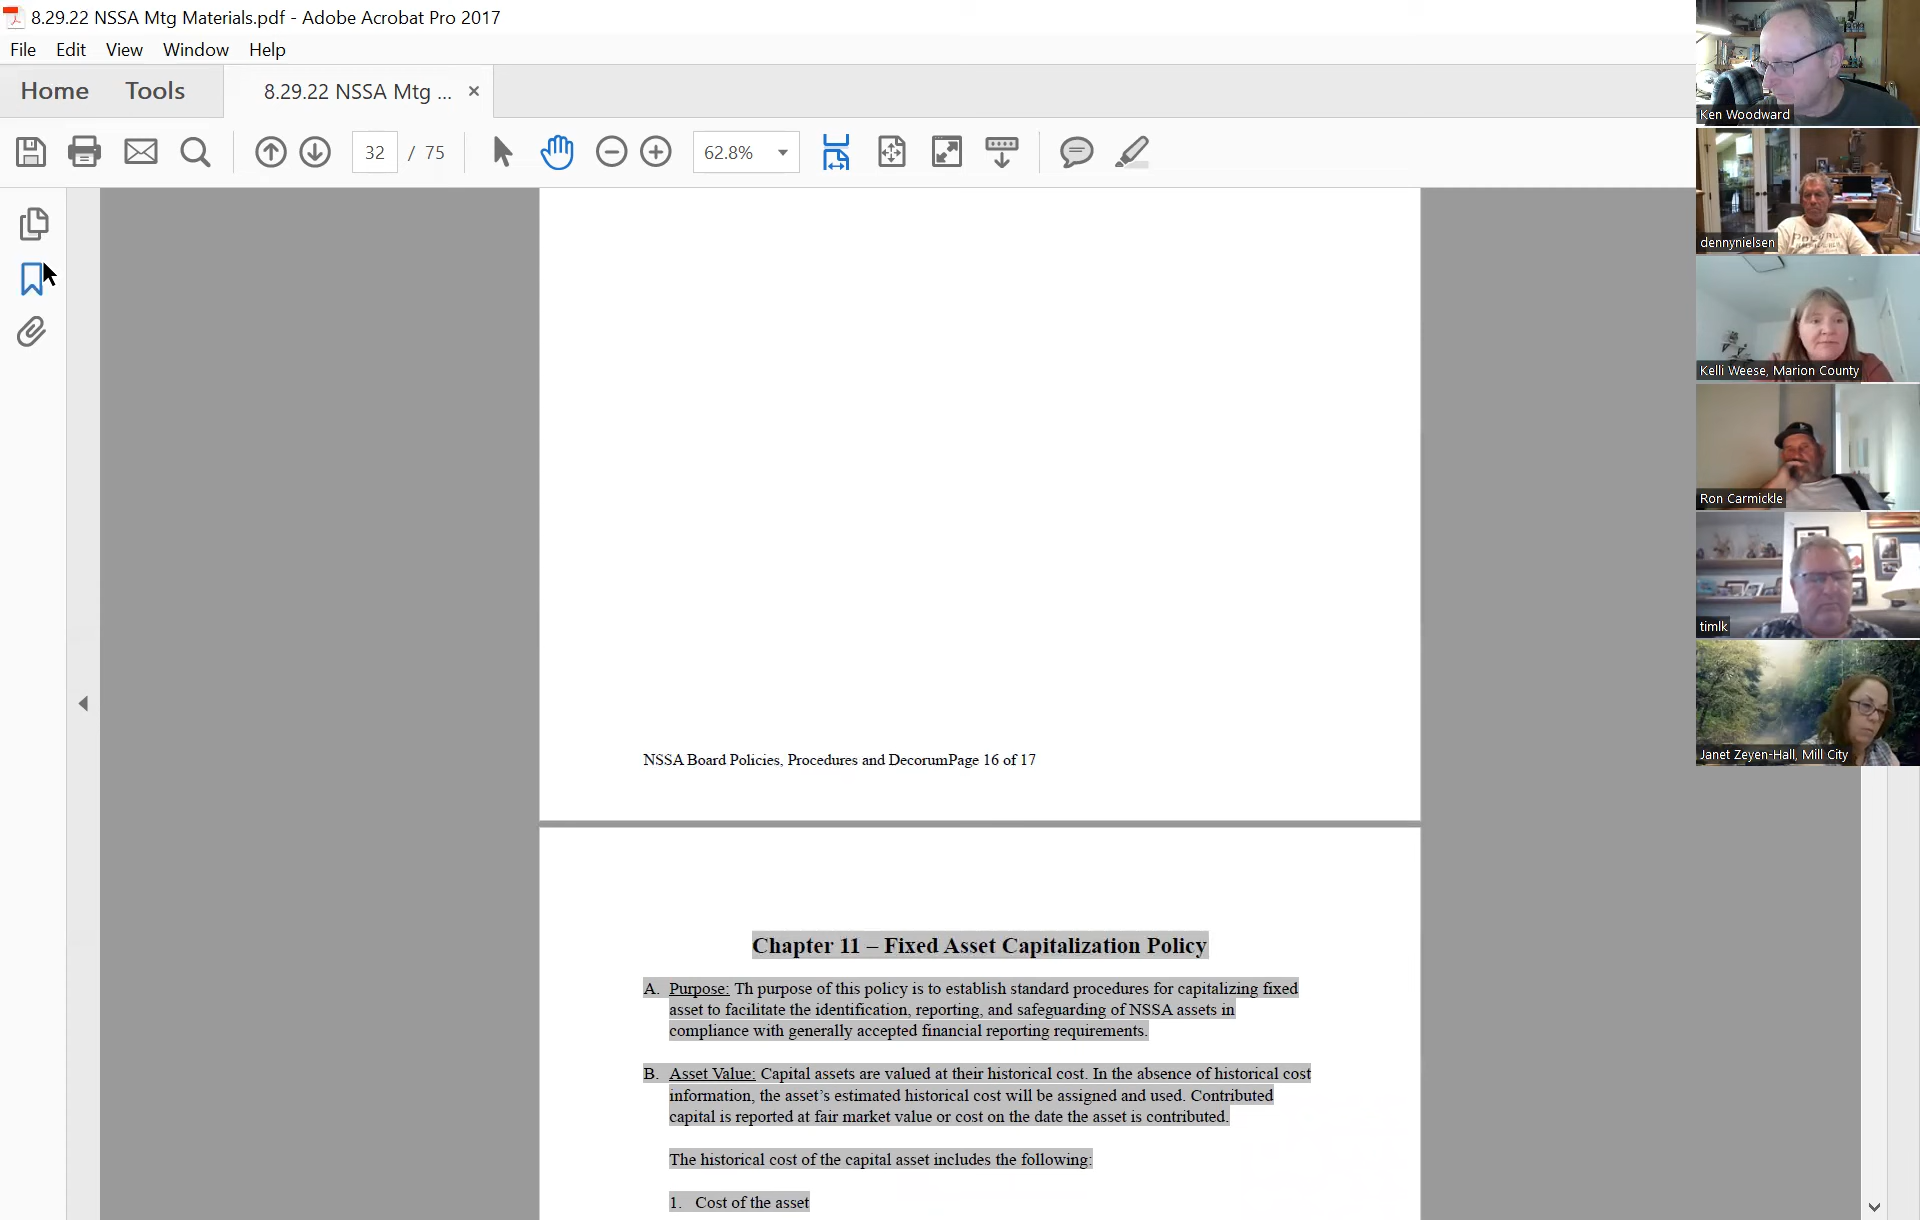 8.29.22 NSSA Mtg Materials.pdf - Adobe Acrobat Pro 2017
File Edit View Window Help
Home Tools 8.29.22 NSSA Mtg ... ×
32 / 75 62.8%
Ken Woodward
dennynielsen
Kelli Weese, Marion County
Ron Carmickle
timlk
Janet Zeyen-Hall, Mill City
NSSA Board Policies, Procedures and DecorumPage 16 of 17
Chapter 11 – Fixed Asset Capitalization Policy
A. Purpose: Th purpose of this policy is to establish standard procedures for capitalizing fixed
asset to facilitate the identification, reporting, and safeguarding of NSSA assets in
compliance with generally accepted financial reporting requirements.
B. Asset Value: Capital assets are valued at their historical cost. In the absence of historical cost
information, the asset’s estimated historical cost will be assigned and used. Contributed
capital is reported at fair market value or cost on the date the asset is contributed.
The historical cost of the capital asset includes the following:
1. Cost of the asset